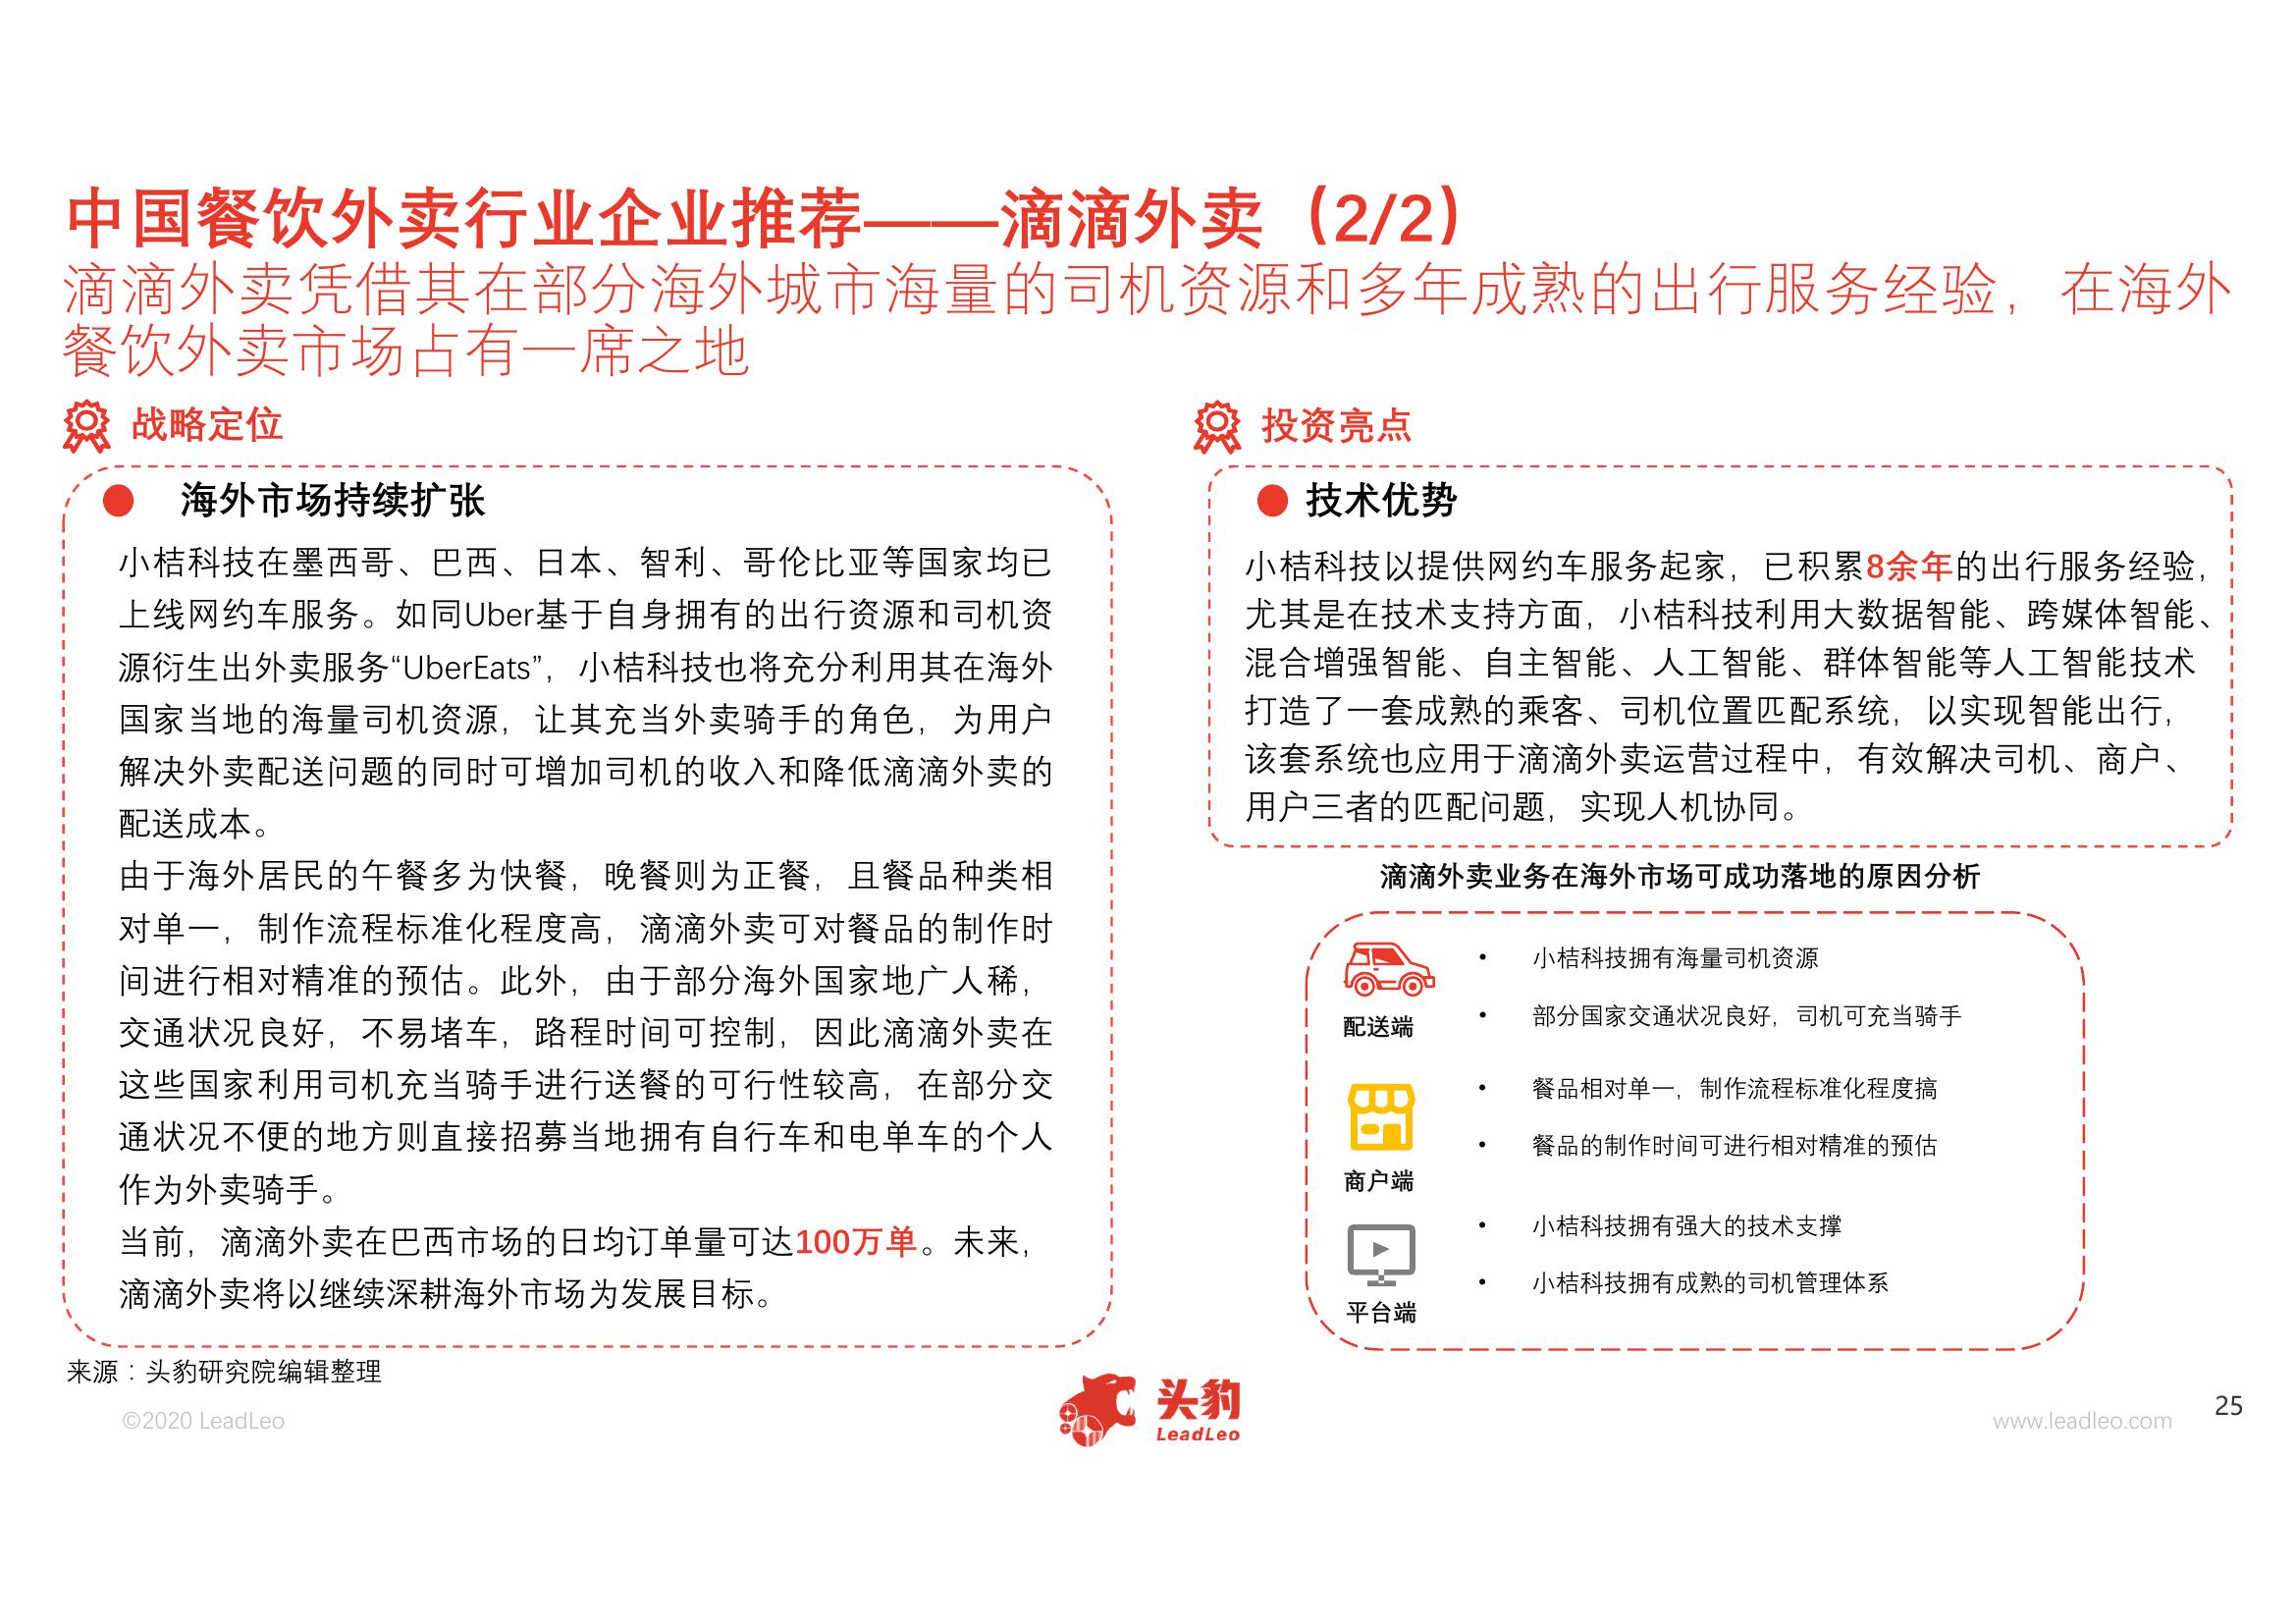 中国餐饮外卖行业企业推荐——滴滴外卖（2/2）
滴滴外卖凭借其在部分海外城市海量的司机资源和多年成熟的出行服务经验，在海外
餐饮外卖市场占有一席之地
战略定位
海外市场持续扩张
小桔科技在墨西哥、巴西、日本、智利、哥伦比亚等国家均已
上线网约车服务。如同Uber基于自身拥有的出行资源和司机资
源衍生出外卖服务“UberEats”，小桔科技也将充分利用其在海外
国家当地的海量司机资源，让其充当外卖骑手的角色，为用户
解决外卖配送问题的同时可增加司机的收入和降低滴滴外卖的
配送成本。
由于海外居民的午餐多为快餐，晚餐则为正餐，且餐品种类相
对单一，制作流程标准化程度高，滴滴外卖可对餐品的制作时
间进行相对精准的预估。此外，由于部分海外国家地广人稀，
交通状况良好，不易堵车，路程时间可控制，因此滴滴外卖在
这些国家利用司机充当骑手进行送餐的可行性较高，在部分交
通状况不便的地方则直接招募当地拥有自行车和电单车的个人
作为外卖骑手。
当前，滴滴外卖在巴西市场的日均订单量可达100万单。未来，
滴滴外卖将以继续深耕海外市场为发展目标。
投资亮点
技术优势
小桔科技以提供网约车服务起家，已积累8余年的出行服务经验，
尤其是在技术支持方面，小桔科技利用大数据智能、跨媒体智能、
混合增强智能、自主智能、人工智能、群体智能等人工智能技术
打造了一套成熟的乘客、司机位置匹配系统，以实现智能出行，
该套系统也应用于滴滴外卖运营过程中，有效解决司机、商户、
用户三者的匹配问题，实现人机协同。
滴滴外卖业务在海外市场可成功落地的原因分析
配送端
• 小桔科技拥有海量司机资源
• 部分国家交通状况良好，司机可充当骑手
商户端
• 餐品相对单一，制作流程标准化程度搞
• 餐品的制作时间可进行相对精准的预估
平台端
• 小桔科技拥有强大的技术支撑
• 小桔科技拥有成熟的司机管理体系
来源：头豹研究院编辑整理
©2020 LeadLeo
头豹
LeadLeo
www.leadleo.com
25